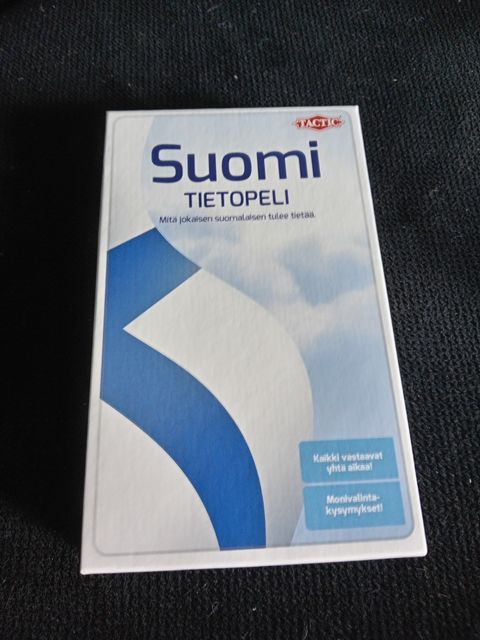 TACTIC
Suomi
TIETOPELI
Mitä jokaisen suomalaisen tulee tietää.
Kaikki vastaavat
yhtä aikaa!
Monivalinta-
kysymykset!